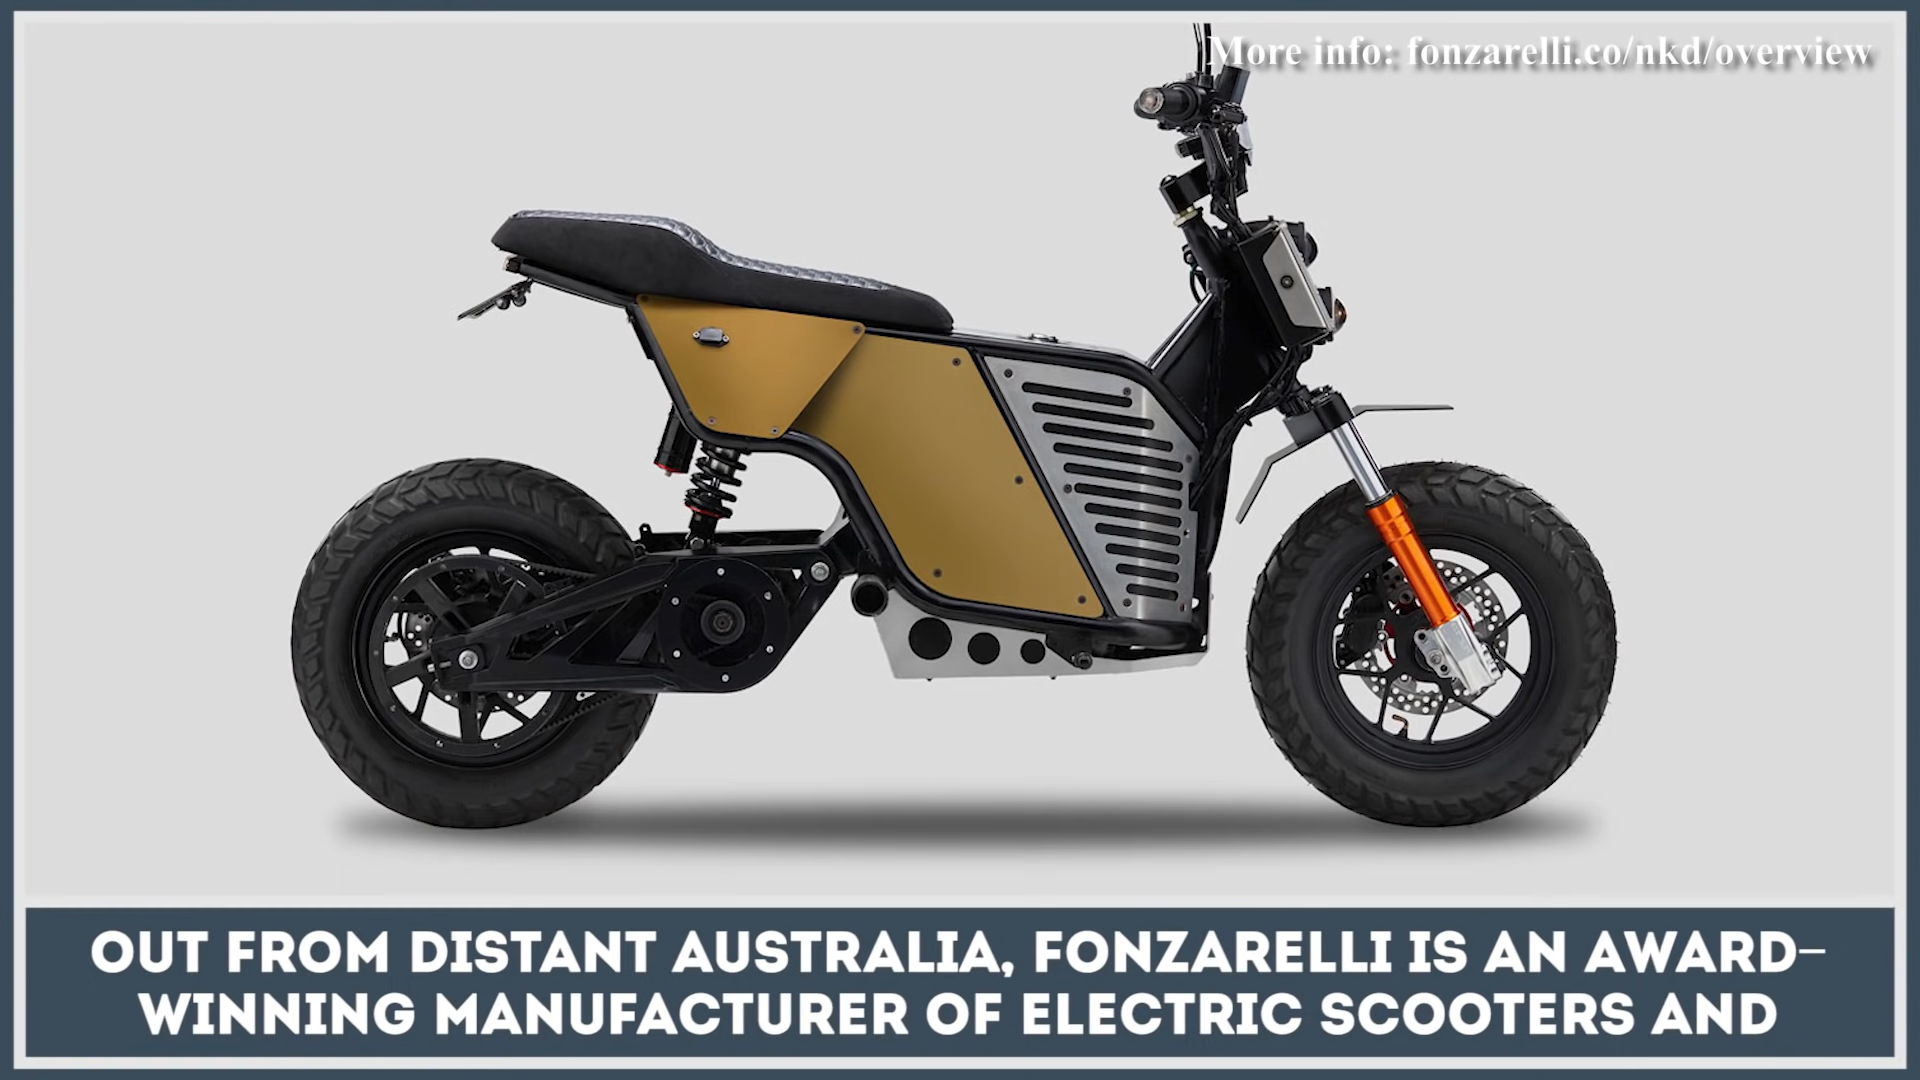 More info: fonzarelli.co/nkd/overview
OUT FROM DISTANT AUSTRALIA, FONZARELLI IS AN AWARD–
WINNING MANUFACTURER OF ELECTRIC SCOOTERS AND